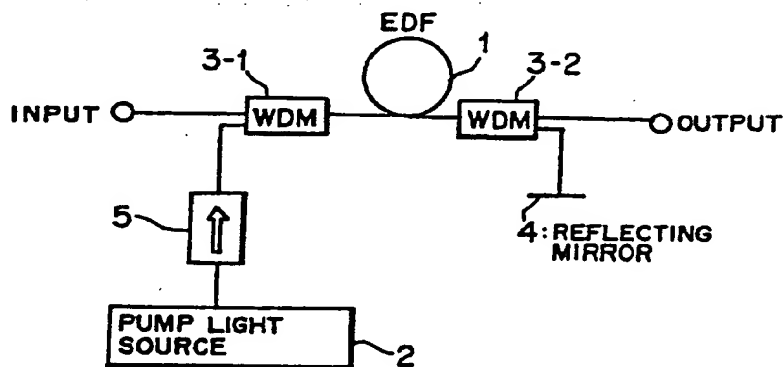 EDF
1
3-1
3-2
INPUT
WDM
WDM
OUTPUT
5
4: REFLECTING
MIRROR
PUMP LIGHT
SOURCE
2